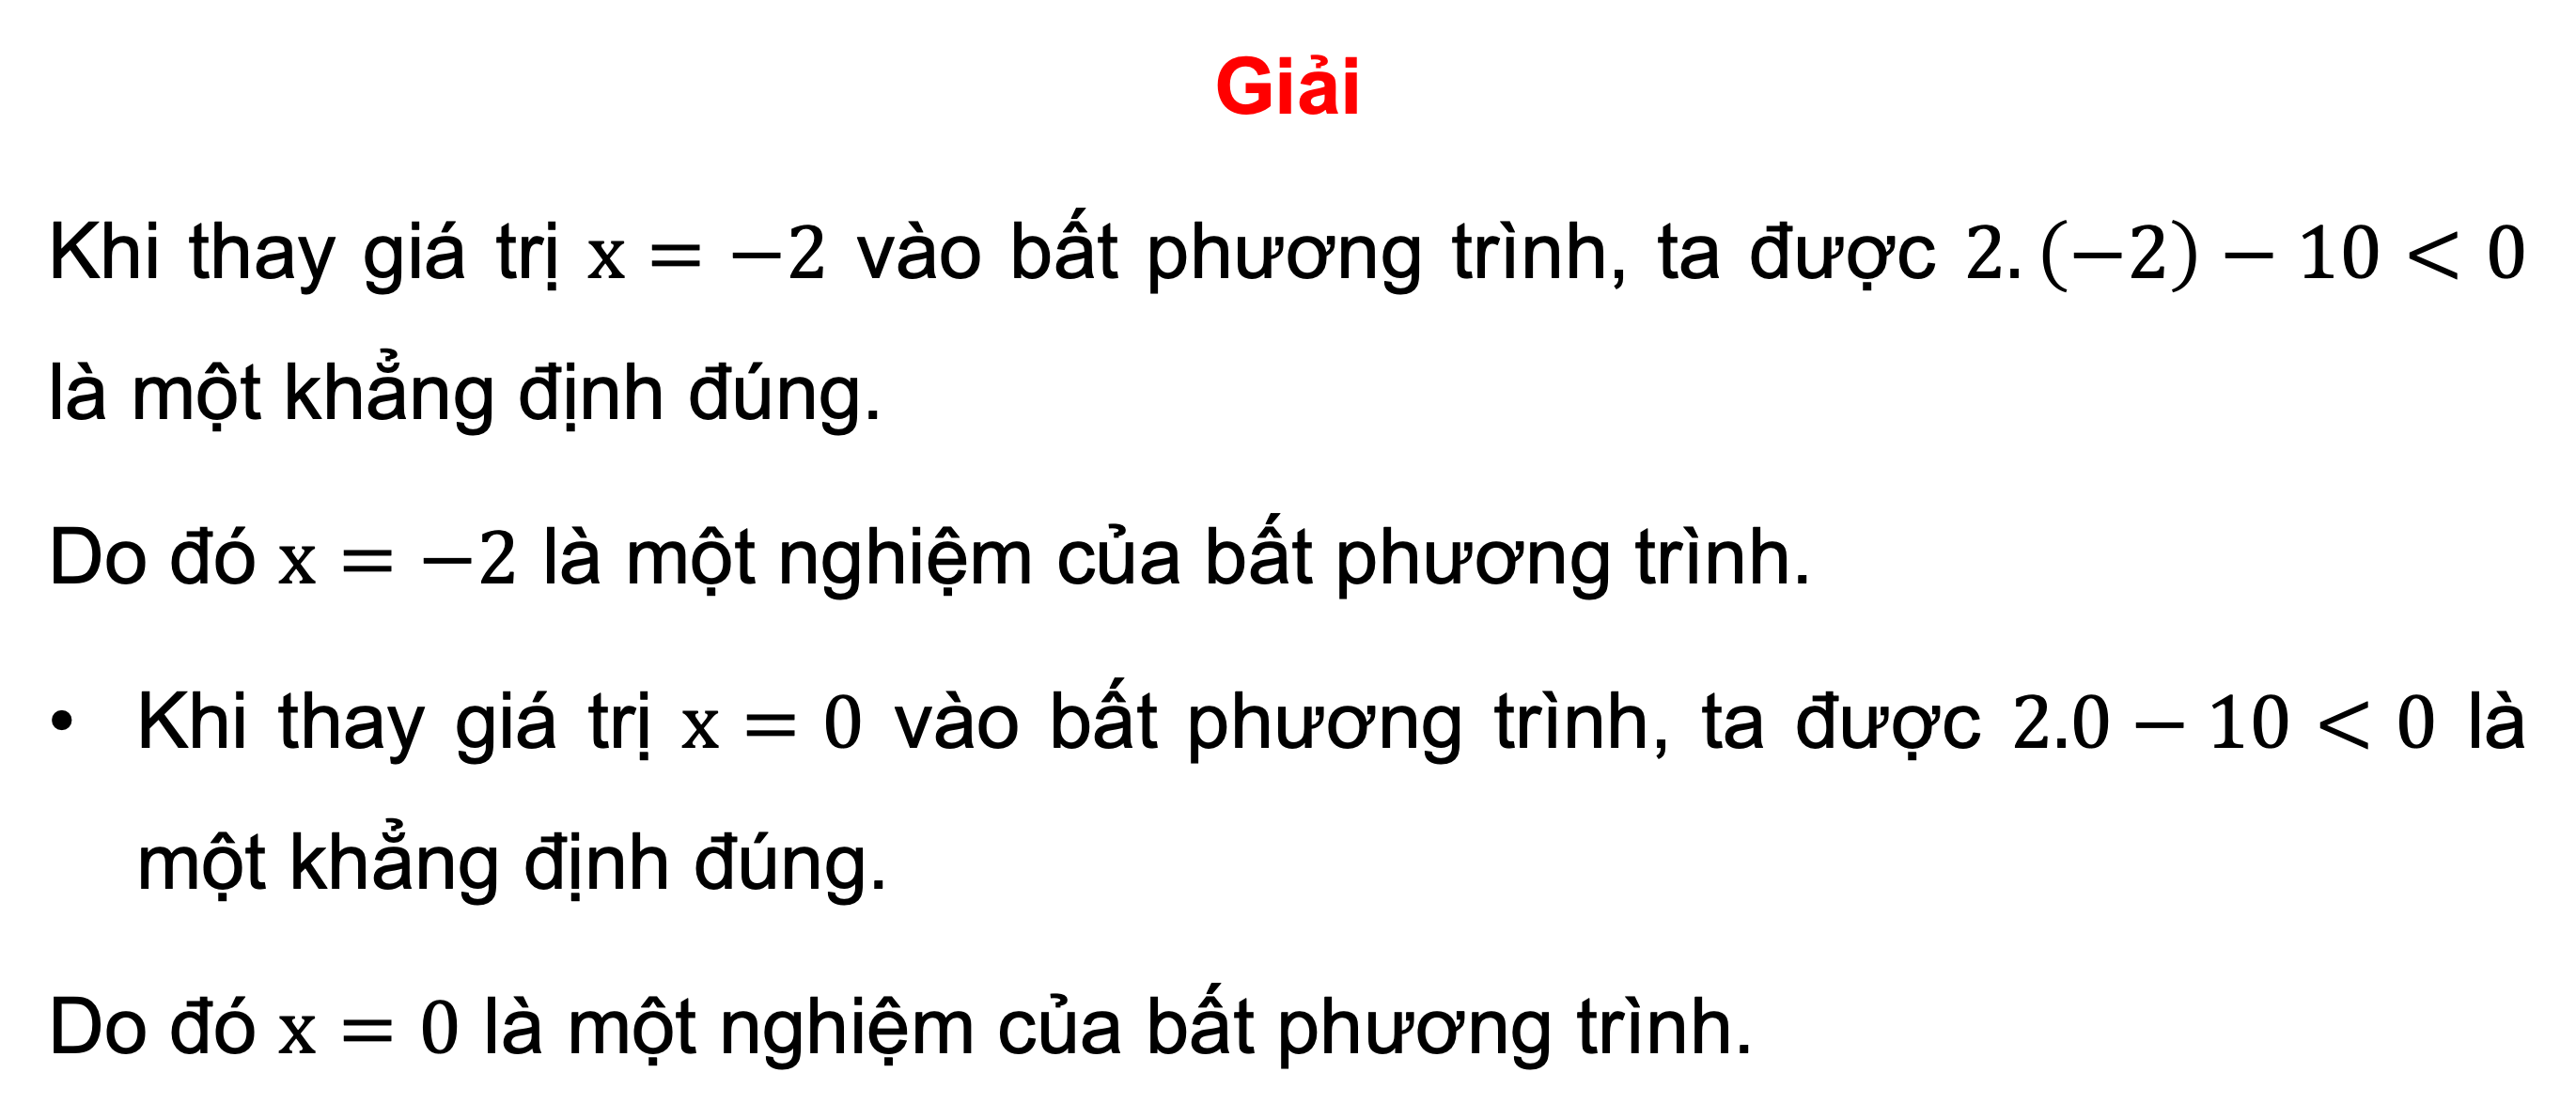 Giải
Khi thay giá trị x = −2 vào bất phương trình, ta được 2. (−2) − 10 < 0
là một khẳng định đúng.
Do đó x = −2 là một nghiệm của bất phương trình.
• Khi thay giá trị x = 0 vào bất phương trình, ta được 2.0 − 10 < 0 là
một khẳng định đúng.
Do đó x = 0 là một nghiệm của bất phương trình.